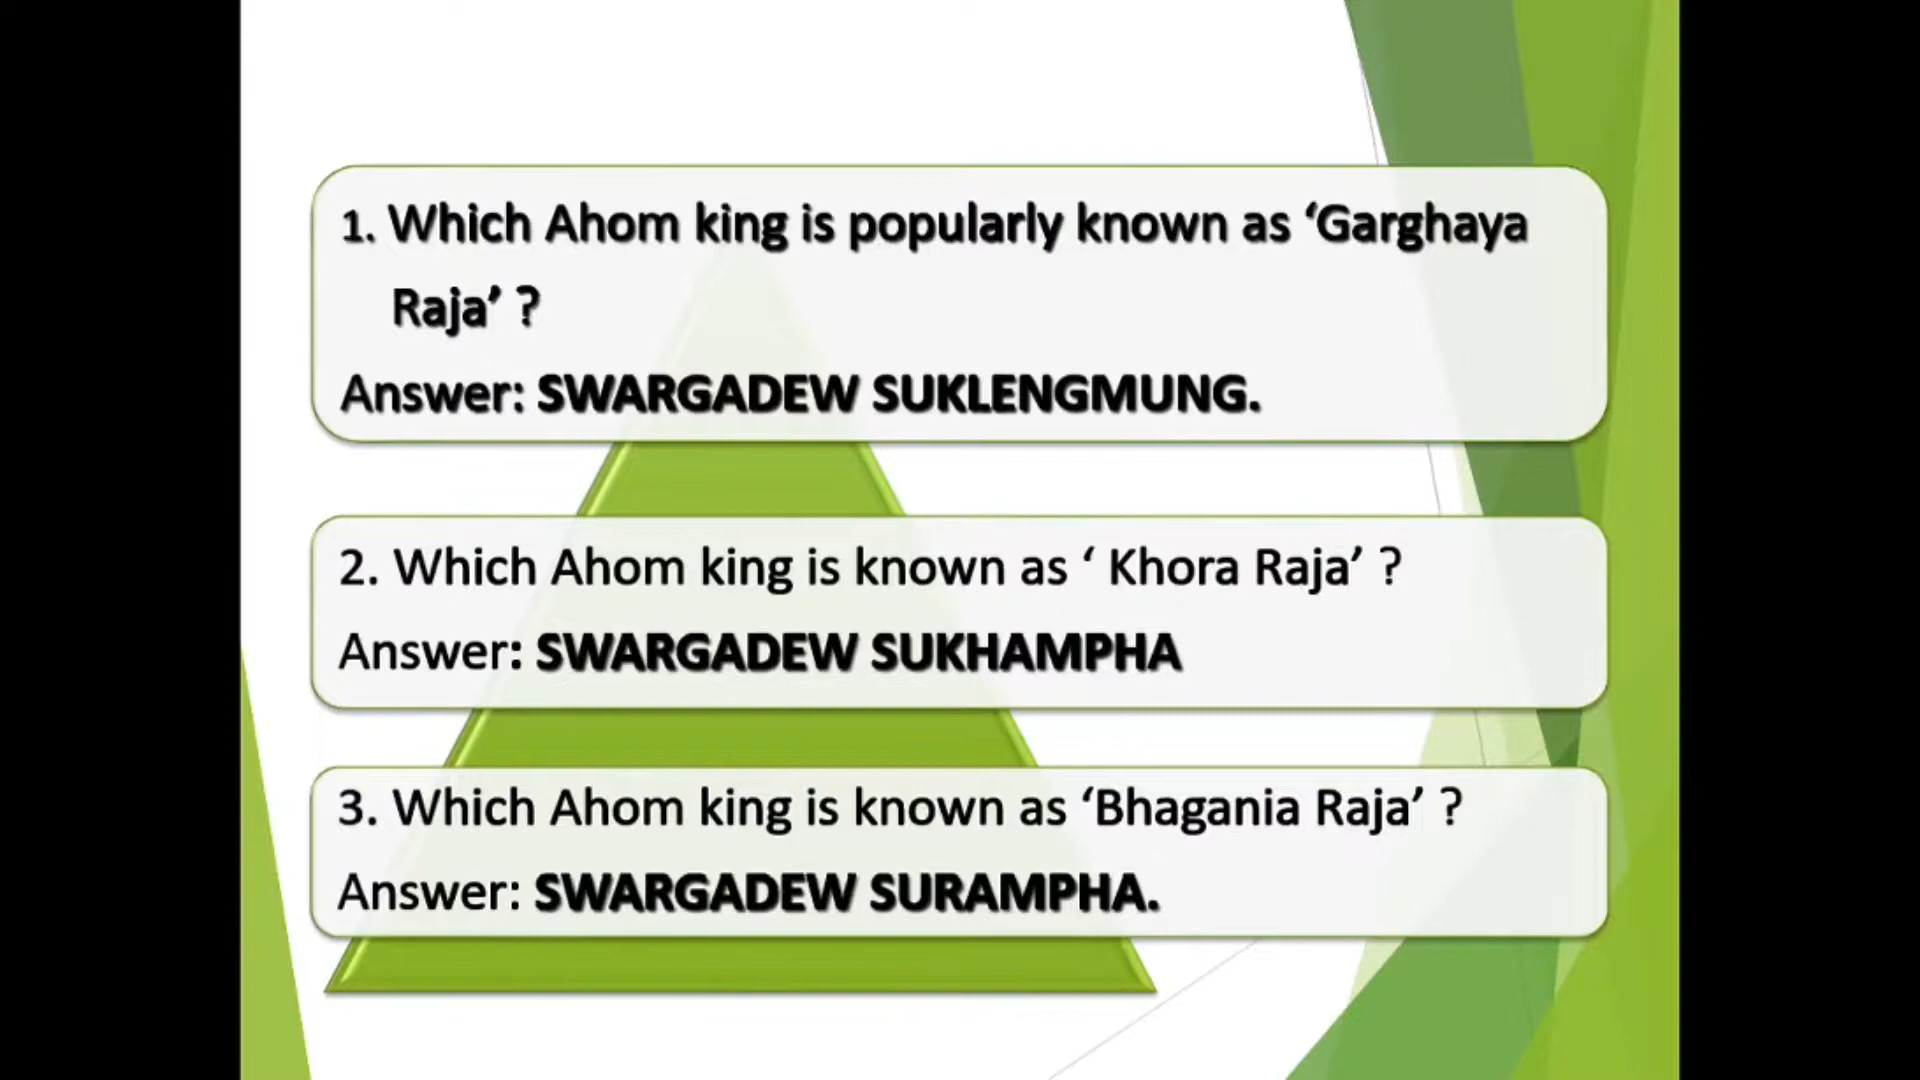 1. Which Ahom king is popularly known as ‘Garghaya
Raja’ ?
Answer: SWARGADEW SUKLENGMUNG.
2. Which Ahom king is known as ‘ Khora Raja’ ?
Answer: SWARGADEW SUKHAMPHA
3. Which Ahom king is known as ‘Bhagania Raja’ ?
Answer: SWARGADEW SURAMPHA.